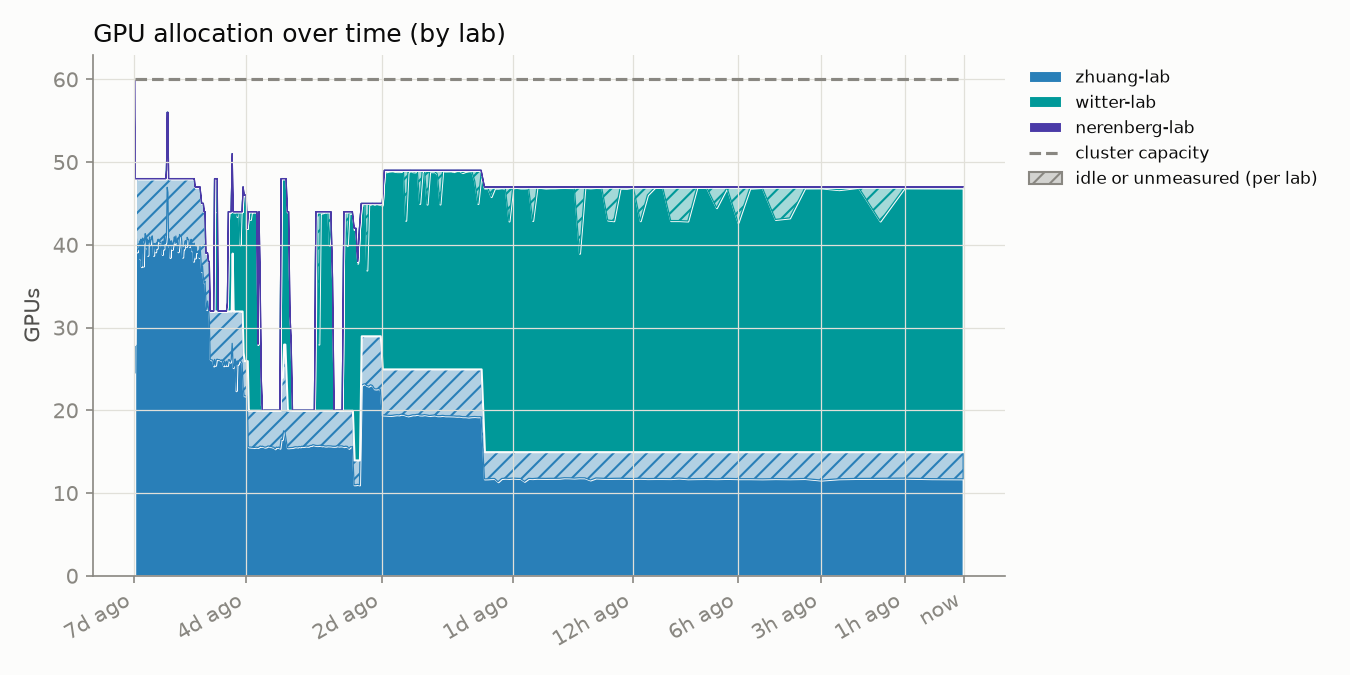 GPU allocation over time (by lab)
60
50
40
30
20
10
0
GPUs
7d ago
4d ago
2d ago
1d ago
12h ago
6h ago
3h ago
1h ago
now
zhuang-lab
witter-lab
nerenberg-lab
cluster capacity
idle or unmeasured (per lab)